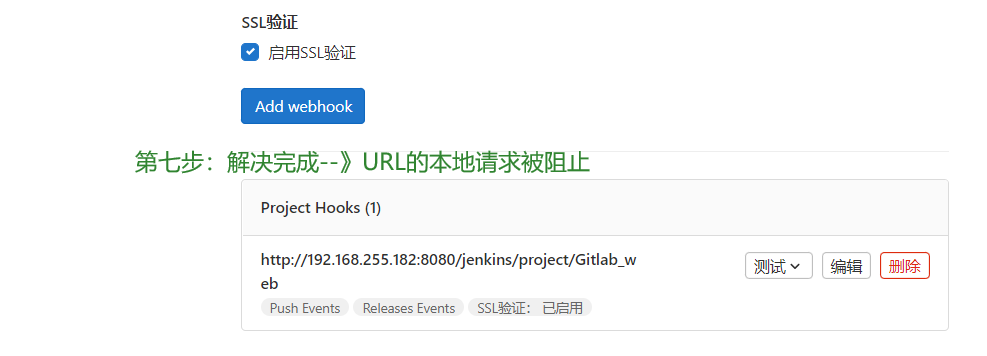 SSL验证
启用SSL验证
Add webhook
第七步：解决完成--》URL的本地请求被阻止
Project Hooks (1)
http://192.168.255.182:8080/jenkins/project/Gitlab_w
eb
测试 编辑 删除
Push Events Releases Events SSL验证： 已启用